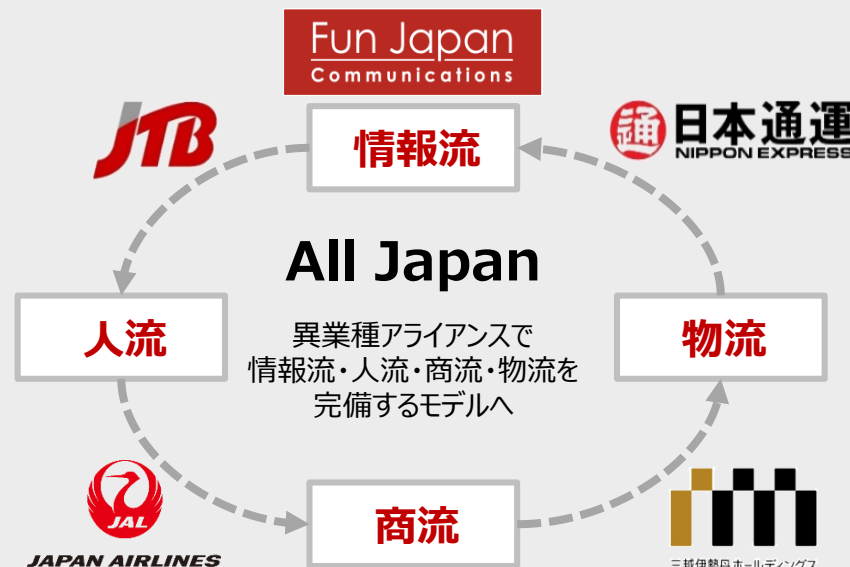 Fun Japan
Communications
JTB
情報流
通 日本通運
NIPPON EXPRESS
All Japan
人流
異業種アライアンスで
情報流・人流・商流・物流を
完備するモデルへ
物流
JAL
JAPAN AIRLINES
商流
三越伊勢丹ホールディングス